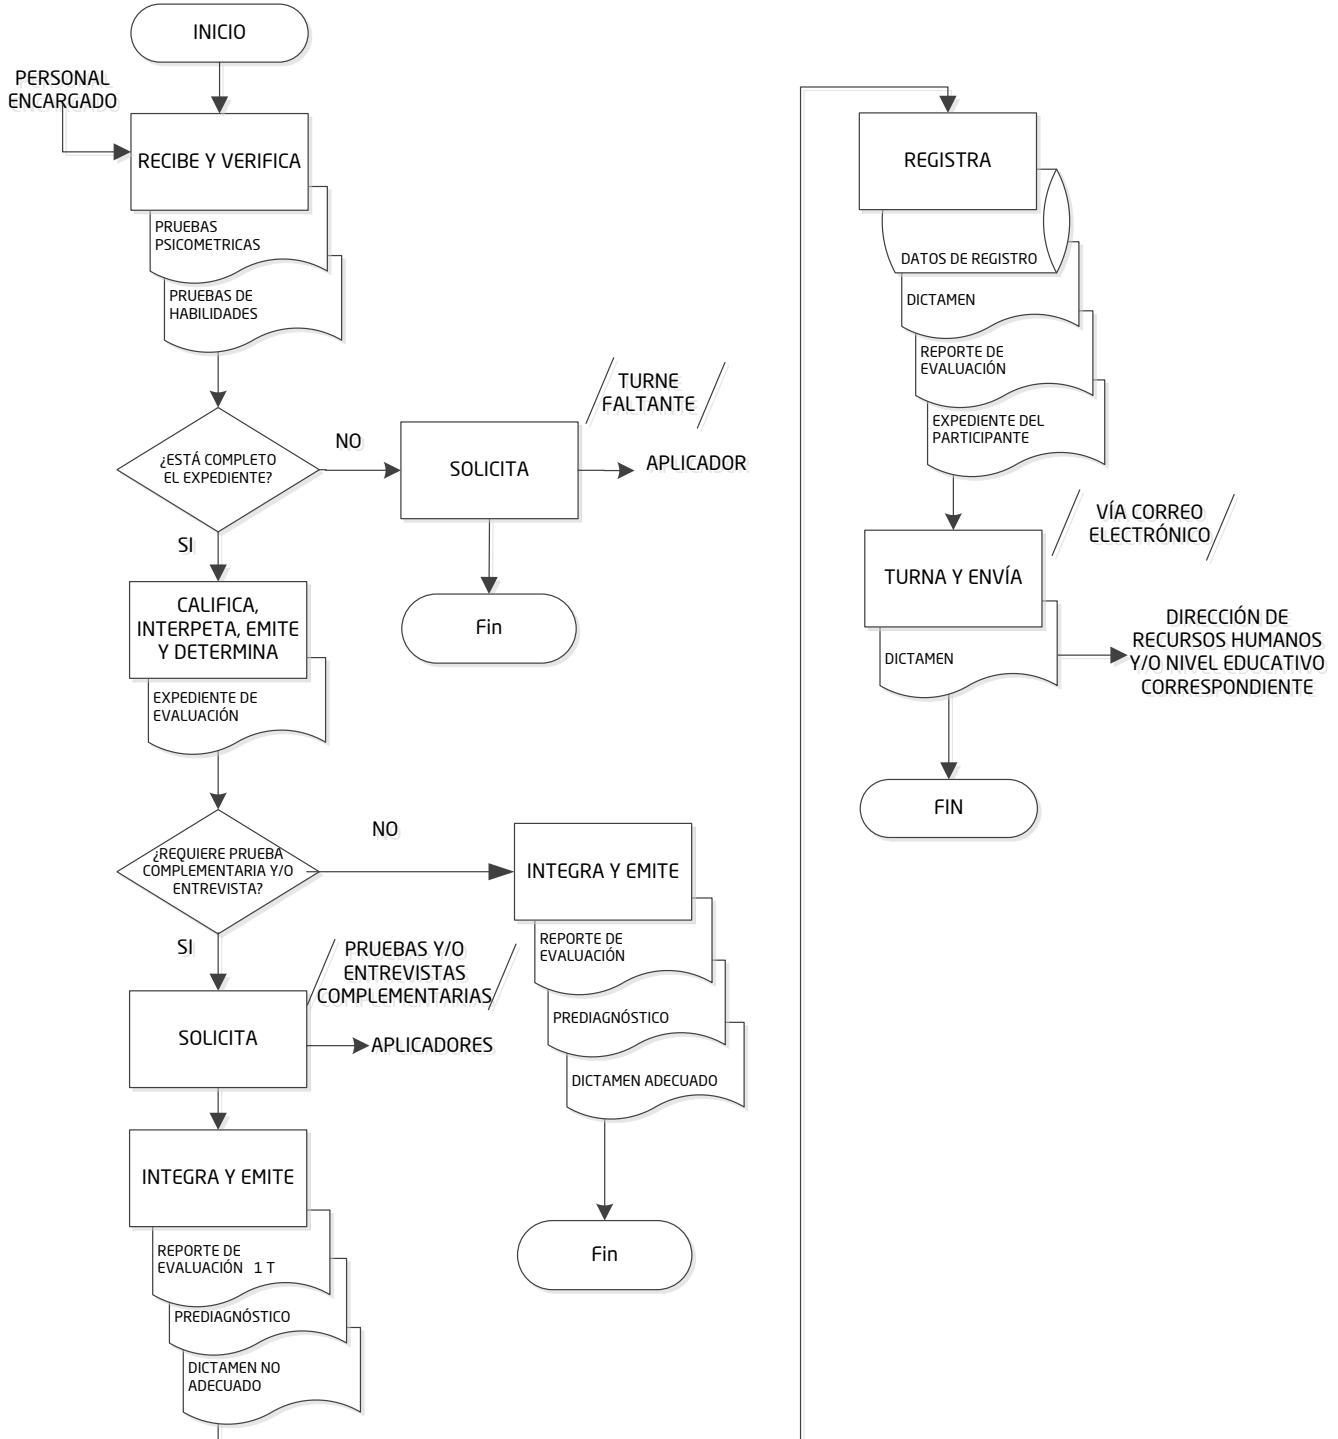 INICIO
PERSONAL
ENCARGADO
RECIBE Y VERIFICA
PRUEBAS
PSICOMETRICAS
PRUEBAS DE
HABILIDADES
¿ESTÁ COMPLETO
EL EXPEDIENTE?
NO
SOLICITA
TURNE
FALTANTE
APLICADOR
Fin
SI
CALIFICA,
INTERPETA, EMITE
Y DETERMINA
EXPEDIENTE DE
EVALUACIÓN
¿REQUIERE PRUEBA
COMPLEMENTARIA Y/O
ENTREVISTA?
NO
INTEGRA Y EMITE
REPORTE DE
EVALUACIÓN
PREDIAGNÓSTICO
DICTAMEN ADECUADO
Fin
SI
SOLICITA
PRUEBAS Y/O
ENTREVISTAS
COMPLEMENTARIAS
APLICADORES
INTEGRA Y EMITE
REPORTE DE
EVALUACIÓN 1 T
PREDIAGNÓSTICO
DICTAMEN NO
ADECUADO
REGISTRA
DATOS DE REGISTRO
DICTAMEN
REPORTE DE
EVALUACIÓN
EXPEDIENTE DEL
PARTICIPANTE
TURNA Y ENVÍA
VÍA CORREO
ELECTRÓNICO
DICTAMEN
DIRECCIÓN DE
RECURSOS HUMANOS
Y/O NIVEL EDUCATIVO
CORRESPONDIENTE
FIN